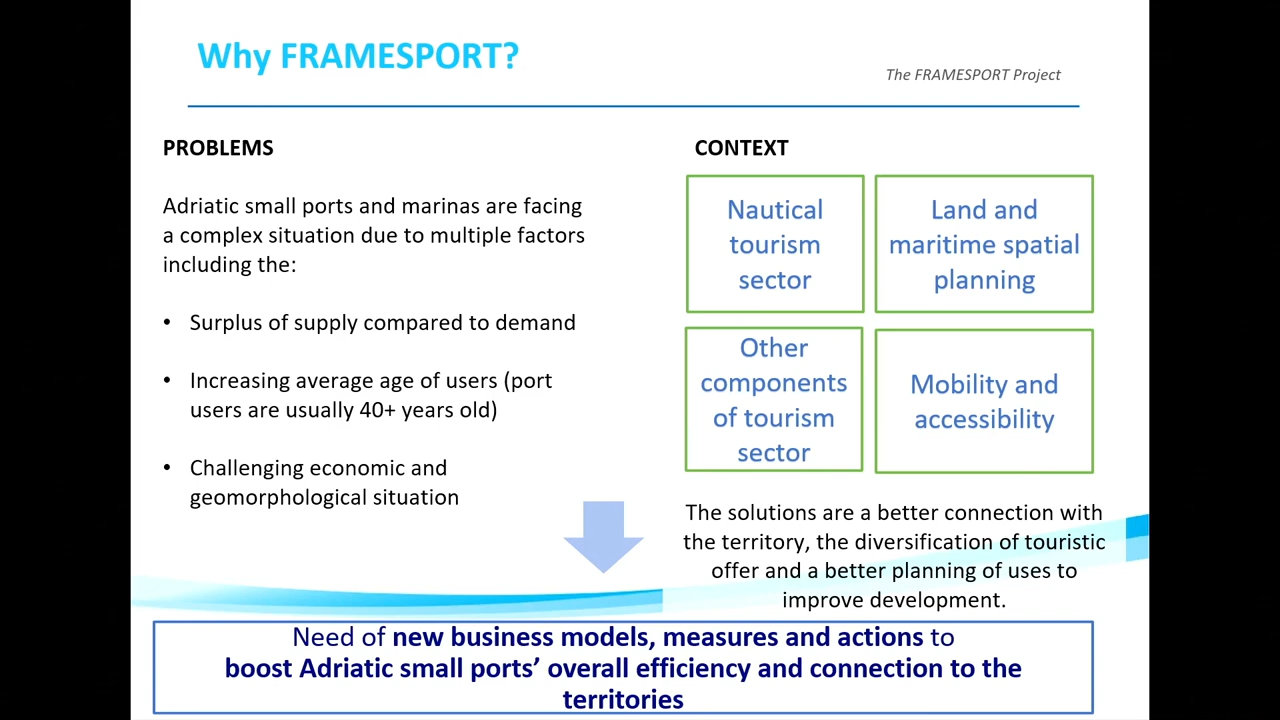 Why FRAMESPORT?
The FRAMESPORT Project
PROBLEMS
Adriatic small ports and marinas are facing
a complex situation due to multiple factors
including the:
• Surplus of supply compared to demand
• Increasing average age of users (port
users are usually 40+ years old)
• Challenging economic and
geomorphological situation
CONTEXT
Nautical
tourism
sector
Land and
maritime spatial
planning
Other
components
of tourism
sector
Mobility and
accessibility
The solutions are a better connection with
the territory, the diversification of touristic
offer and a better planning of uses to
improve development.
Need of new business models, measures and actions to
boost Adriatic small ports’ overall efficiency and connection to the
territories